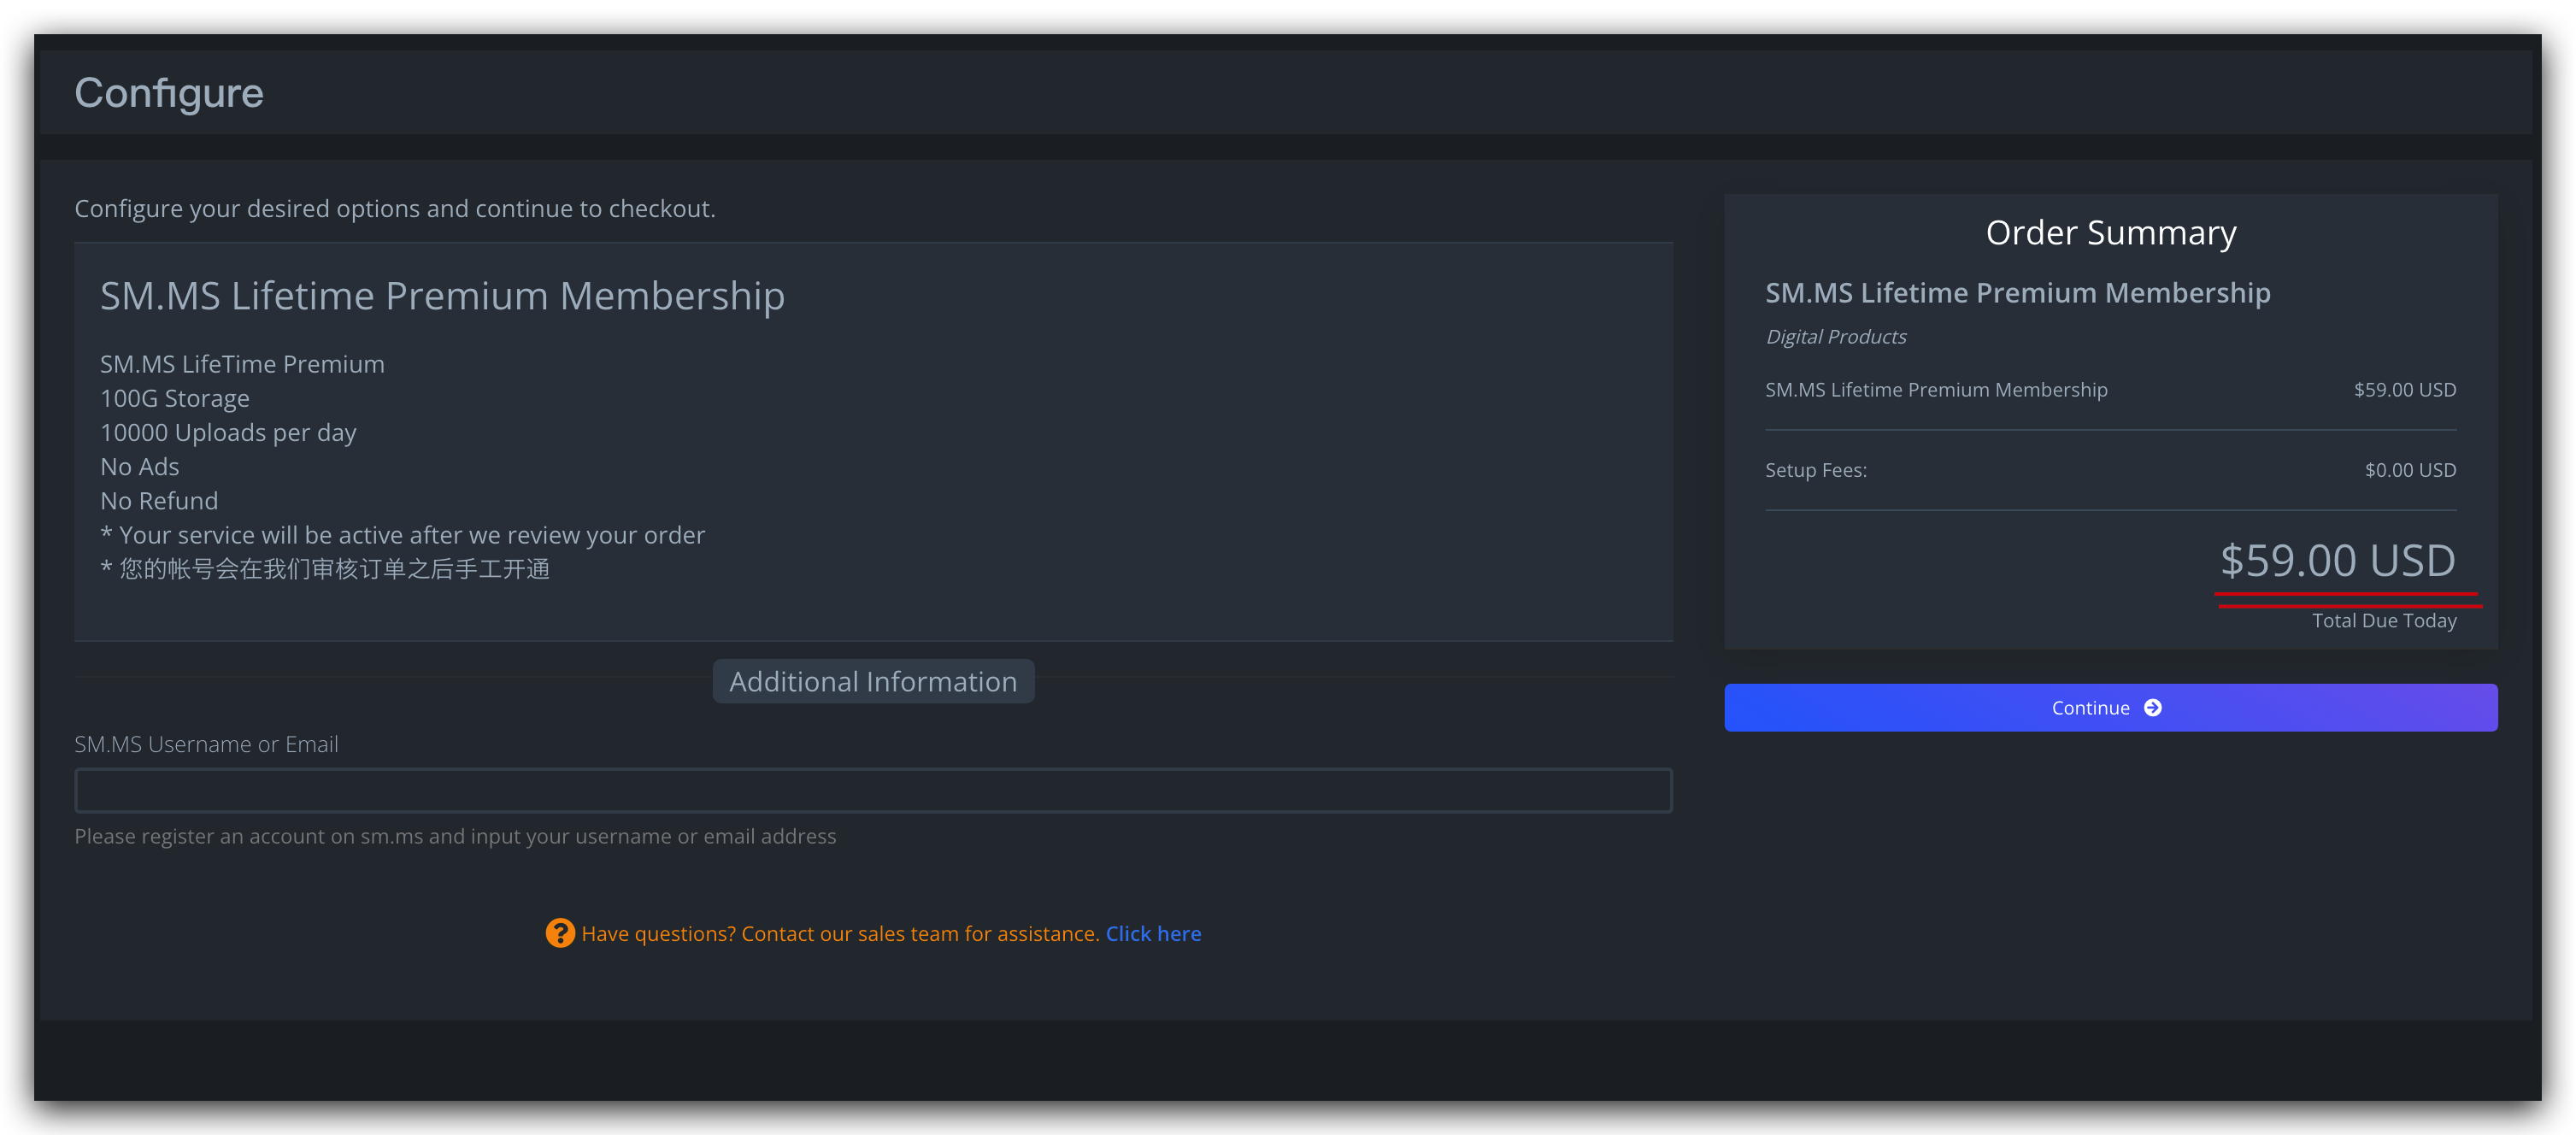 Configure
Configure your desired options and continue to checkout.
SM.MS Lifetime Premium Membership
SM.MS LifeTime Premium
100G Storage
10000 Uploads per day
No Ads
No Refund
* Your service will be active after we review your order
* 您的帐号会在我们审核订单之后手工开通
Additional Information
SM.MS Username or Email
Please register an account on sm.ms and input your username or email address
Have questions? Contact our sales team for assistance. Click here
Order Summary
SM.MS Lifetime Premium Membership
Digital Products
SM.MS Lifetime Premium Membership $59.00 USD
Setup Fees: $0.00 USD
$59.00 USD
Total Due Today
Continue